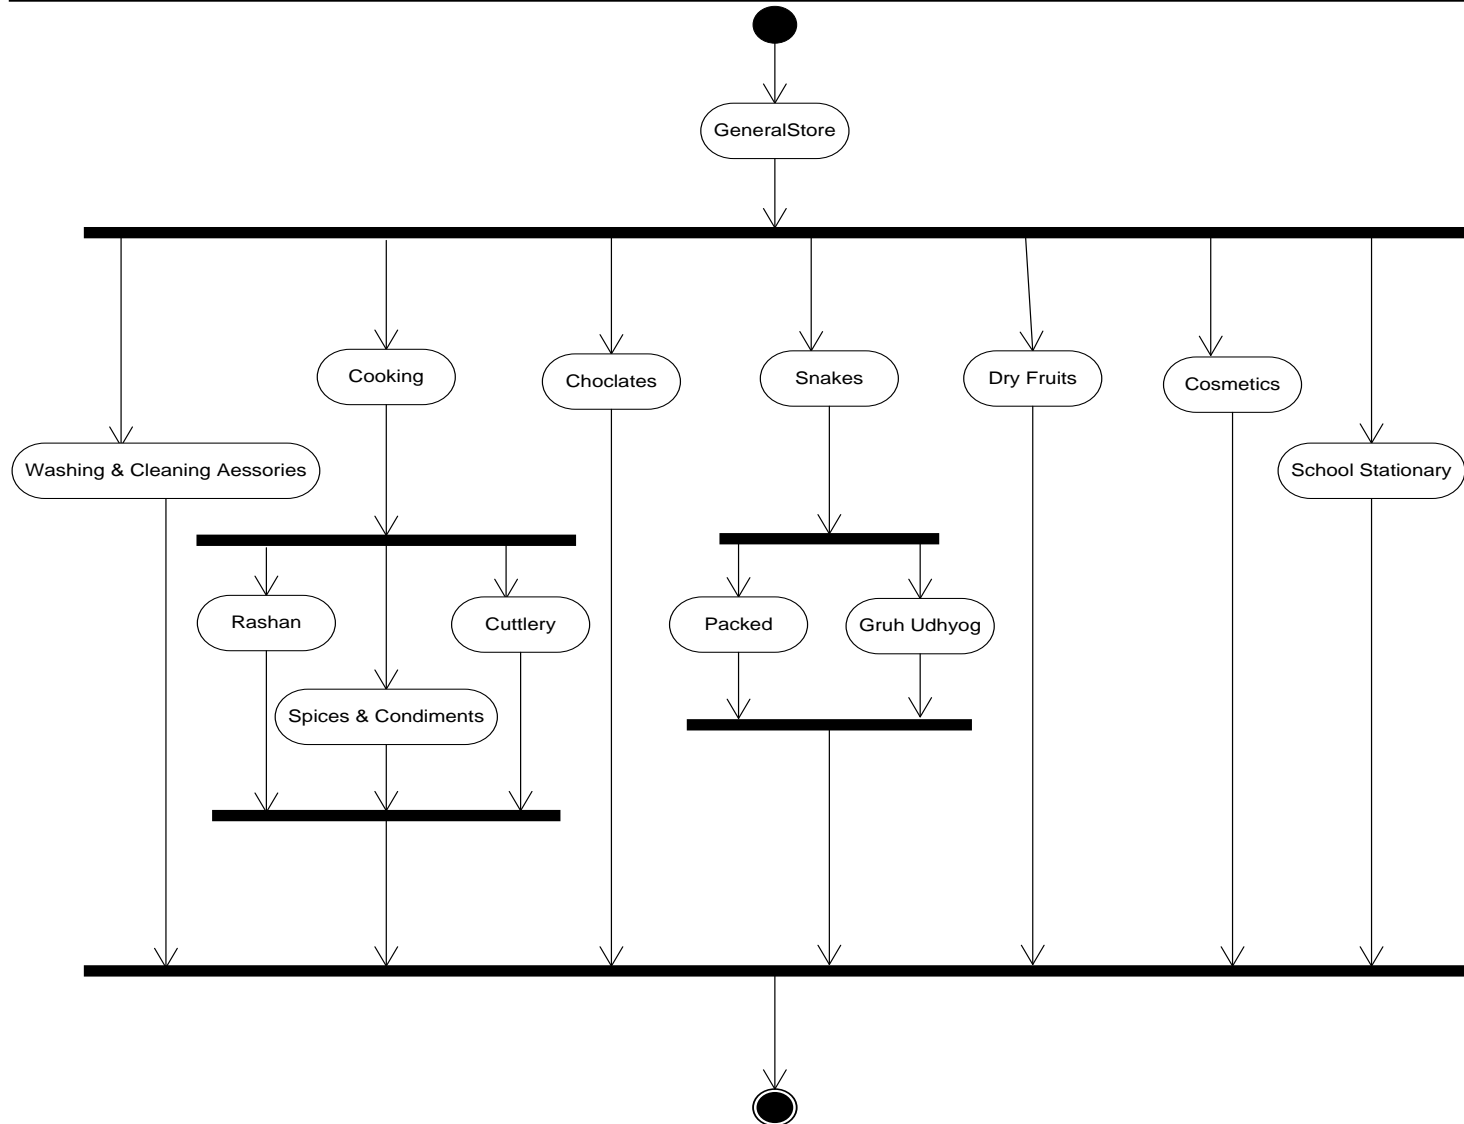 GeneralStore
Cooking
Choclates
Snakes
Dry Fruits
Cosmetics
Washing & Cleaning Aessories
School Stationary
Rashan
Cuttlery
Packed
Gruh Udhyog
Spices & Condiments